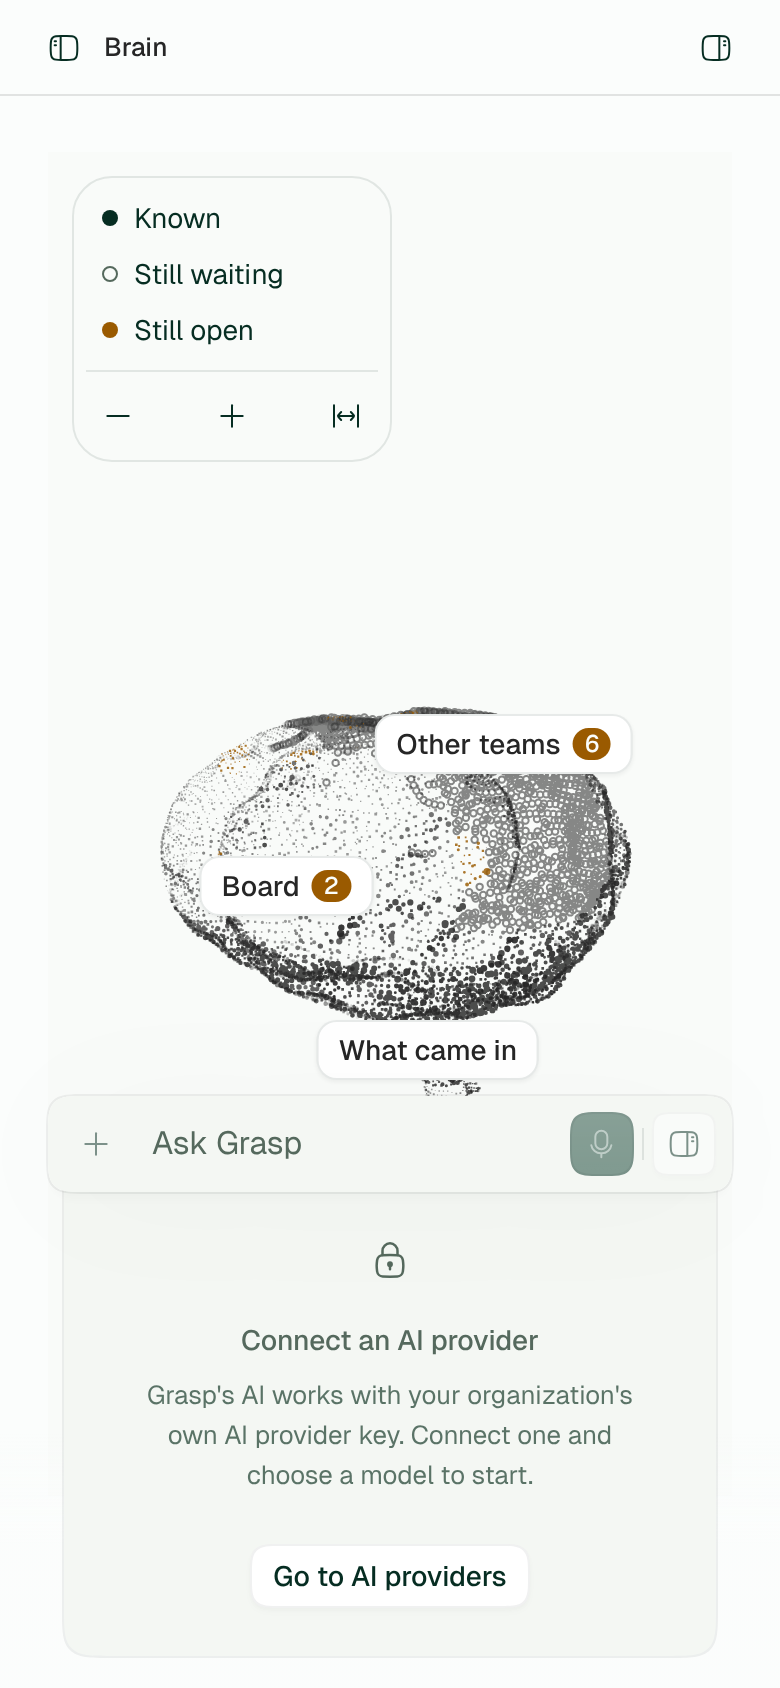 Brain
Known
Still waiting
Still open
Other teams 6
Board 2
What came in
Ask Grasp
Connect an AI provider
Grasp's AI works with your organization's
own AI provider key. Connect one and
choose a model to start.
Go to AI providers